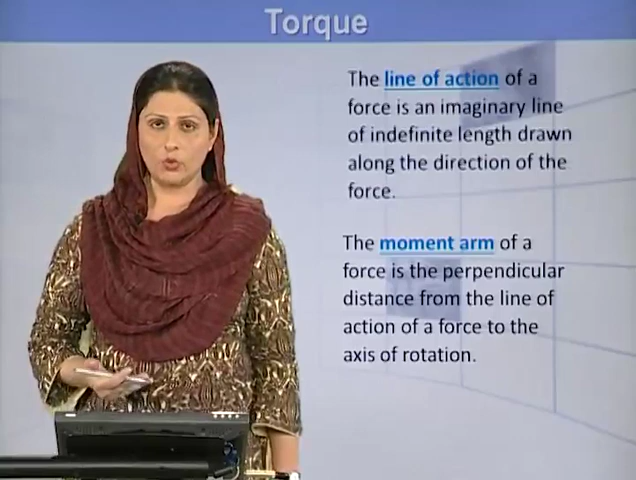 Torque
The line of action of a
force is an imaginary line
of indefinite length drawn
along the direction of the
force.
The moment arm of a
force is the perpendicular
distance from the line of
action of a force to the
axis of rotation.